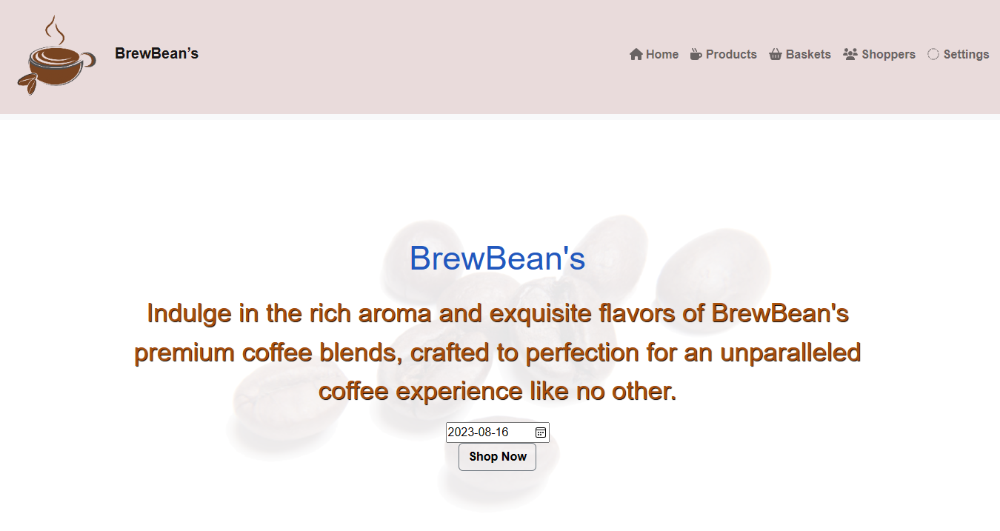 BrewBean’s
Home Products Baskets Shoppers Settings
BrewBean's
Indulge in the rich aroma and exquisite flavors of BrewBean's
premium coffee blends, crafted to perfection for an unparalleled
coffee experience like no other.
2023-08-16
Shop Now